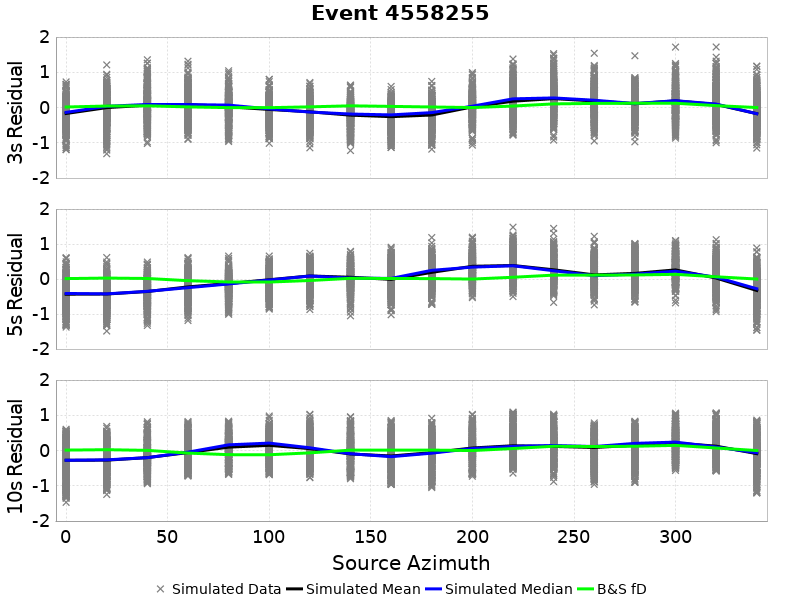 Event 4558255
3s Residual
2
1
0
-1
-2
5s Residual
2
1
0
-1
-2
10s Residual
2
1
0
-1
-2
0 50 100 150 200 250 300
Source Azimuth
Simulated Data Simulated Mean Simulated Median B&S fD